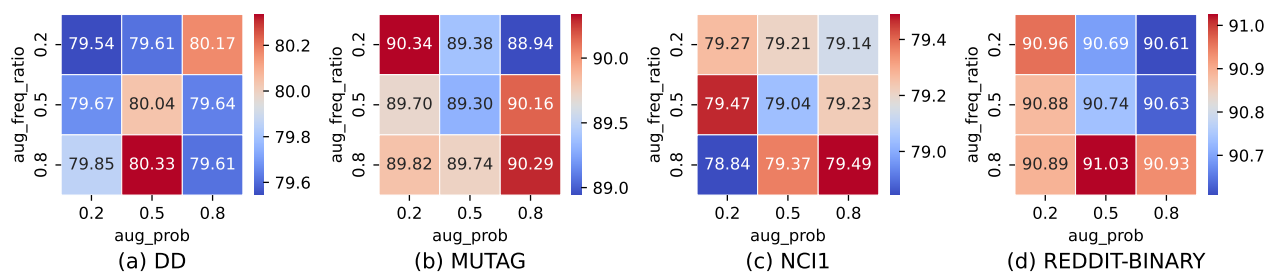 aug_freq_ratio
0.2 79.54 79.61 80.17
0.5 79.67 80.04 79.64
0.8 79.85 80.33 79.61
0.2 0.5 0.8
aug_prob
80.2
80.0
79.8
79.6
(a) DD
aug_freq_ratio
0.2 90.34 89.38 88.94
0.5 89.70 89.30 90.16
0.8 89.82 89.74 90.29
0.2 0.5 0.8
aug_prob
90.0
89.5
89.0
(b) MUTAG
aug_freq_ratio
0.2 79.27 79.21 79.14
0.5 79.47 79.04 79.23
0.8 78.84 79.37 79.49
0.2 0.5 0.8
aug_prob
79.4
79.2
79.0
(c) NCI1
aug_freq_ratio
0.2 90.96 90.69 90.61
0.5 90.88 90.74 90.63
0.8 90.89 91.03 90.93
0.2 0.5 0.8
aug_prob
91.0
90.9
90.8
90.7
(d) REDDIT-BINARY